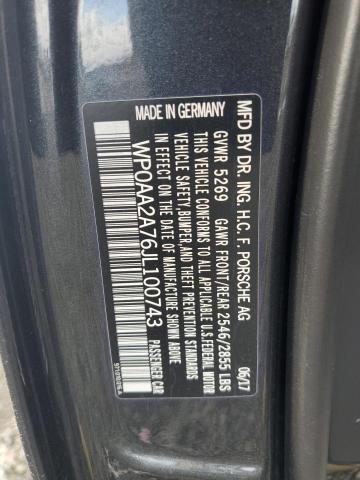 MFD BY DR. ING. H.C. F. PORSCHE AG 06/17
GVWR 5269 GAWR FRONT/REAR 2546/2855 LBS
THIS VEHICLE CONFORMS TO ALL APPLICABLE U.S. FEDERAL MOTOR
VEHICLE SAFETY, BUMPER, AND THEFT PREVENTION STANDARDS
IN EFFECT ON THE DATE OF MANUFACTURE SHOWN ABOVE
WP0AA2A76JL100743 PASSENGER CAR
MADE IN GERMANY